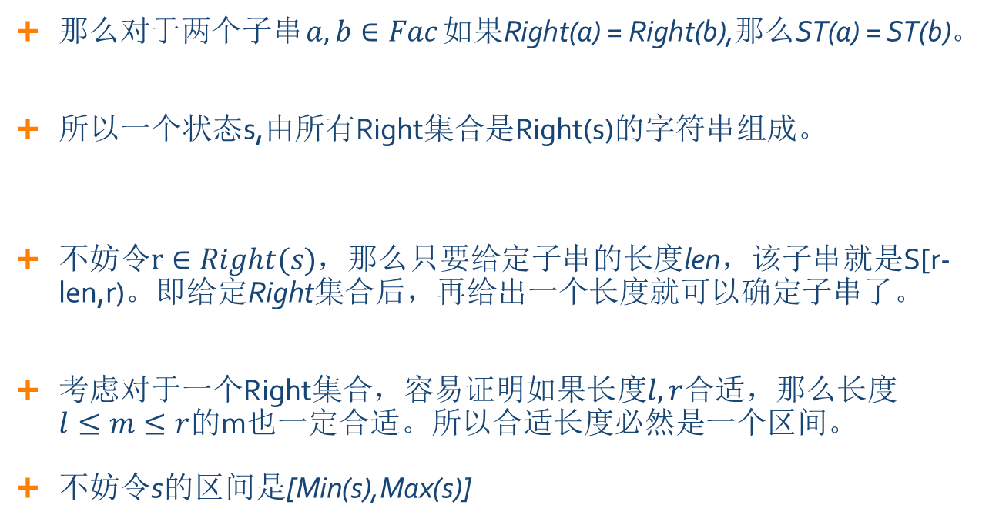 那么对于两个子串 a, b ∈ Fac 如果Right(a) = Right(b),那么ST(a) = ST(b)。
所以一个状态s,由所有Right集合是Right(s)的字符串组成。
不妨令r ∈ Right(s)，那么只要给定子串的长度len，该子串就是S[r-
len,r)。即给定Right集合后，再给出一个长度就可以确定子串了。
考虑对于一个Right集合，容易证明如果长度l, r合适，那么长度
l ≤ m ≤ r的m也一定合适。所以合适长度必然是一个区间。
不妨令s的区间是[Min(s),Max(s)]